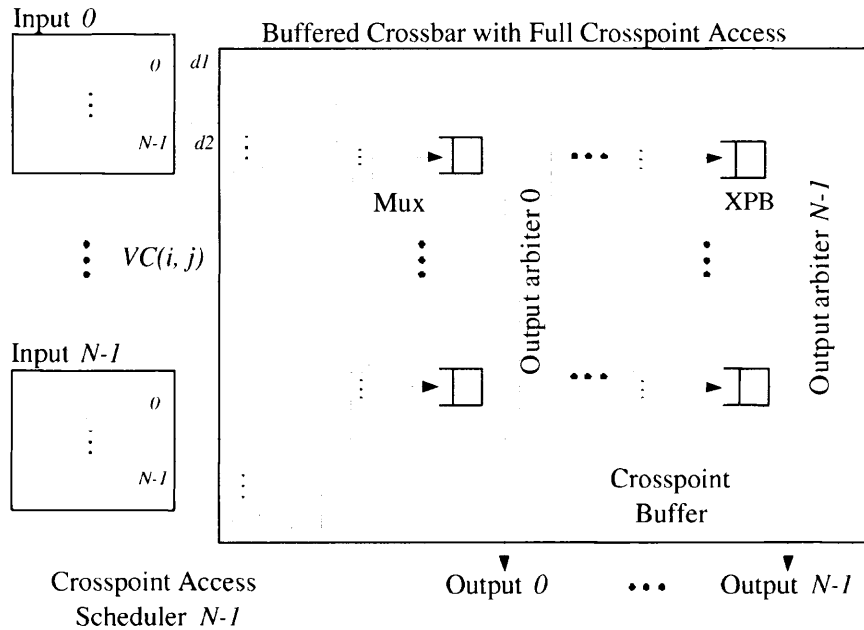 Input 0
Buffered Crossbar with Full Crosspoint Access
0
d1
N-1
d2
Mux
XPB
VC(i, j)
Output arbiter 0
Output arbiter N-1
Input N-1
0
N-1
Crosspoint
Buffer
Crosspoint Access
Scheduler N-1
Output 0
Output N-1